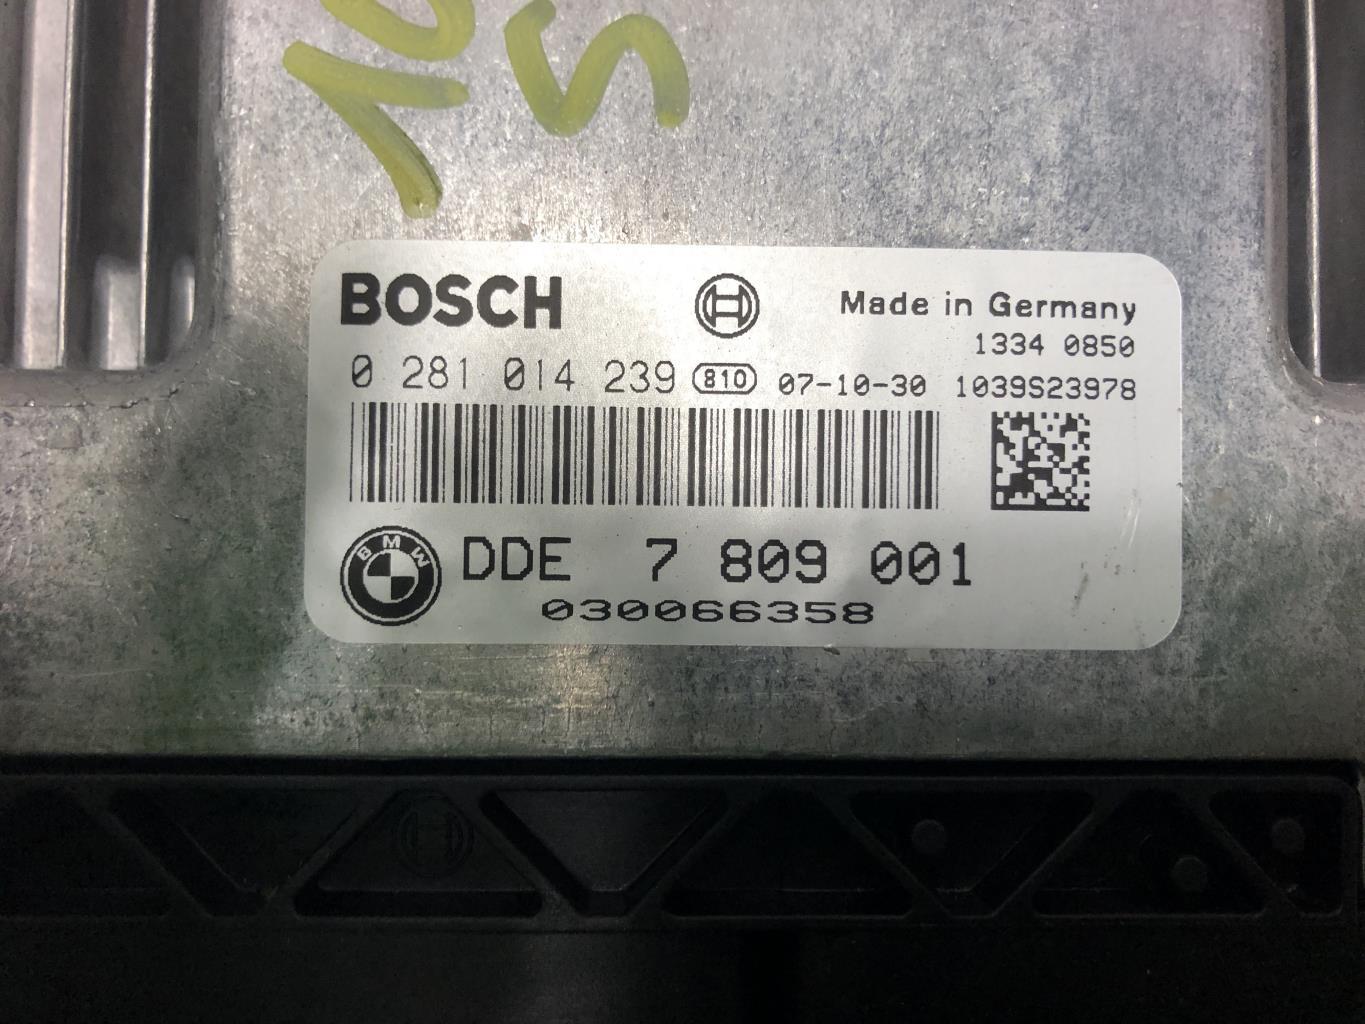 S
BOSCH
Made in Germany
1334 0850
0 281 014 239 810 07-10-30 1039S23978
BMW
DDE 7 809 001
030066358